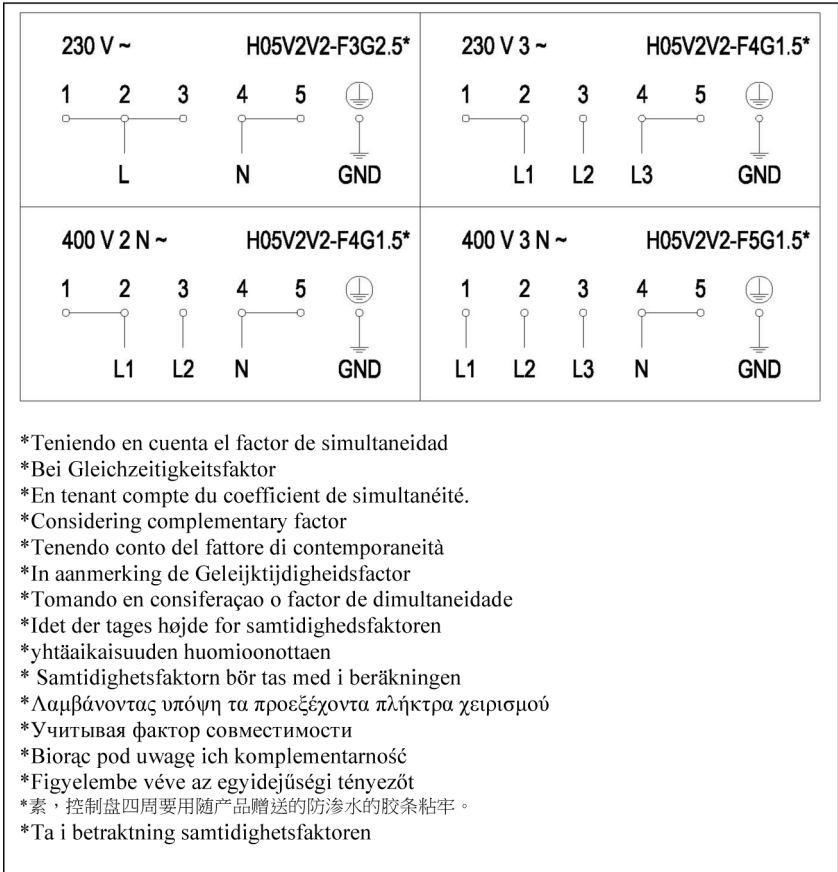 230 V ~ H05V2V2-F3G2.5*
1 2 3 4 5
L N GND
230 V 3 ~ H05V2V2-F4G1.5*
1 2 3 4 5
L1 L2 L3 GND
400 V 2 N ~ H05V2V2-F4G1.5*
1 2 3 4 5
L1 L2 N GND
400 V 3 N ~ H05V2V2-F5G1.5*
1 2 3 4 5
L1 L2 L3 N GND
*Teniendo en cuenta el factor de simultaneidad
*Bei Gleichzeitigkeitsfaktor
*En tenant compte du coefficient de simultanéité.
*Considering complementary factor
*Tenendo conto del fattore di contemporaneità
*In aanmerking de Geleijktijdigheidsfactor
*Tomando en consiferaçao o factor de dimultaneidade
*Idet der tages højde for samtidighedsfaktoren
*yhtäaikaisuuden huomioonottaen
* Samtidighetsfaktorn bör tas med i beräkningen
*Λαμβάνοντας υπόψη τα προεξέχοντα πλήκτρα χειρισμού
*Учитывая фактор совместимости
*Biorąc pod uwagę ich komplementarność
*Figyelembe véve az egyidejűségi tényezőt
*素，控制盘四周要用随产品赠送的防渗水的胶条粘牢。
*Ta i betraktning samtidighetsfaktoren